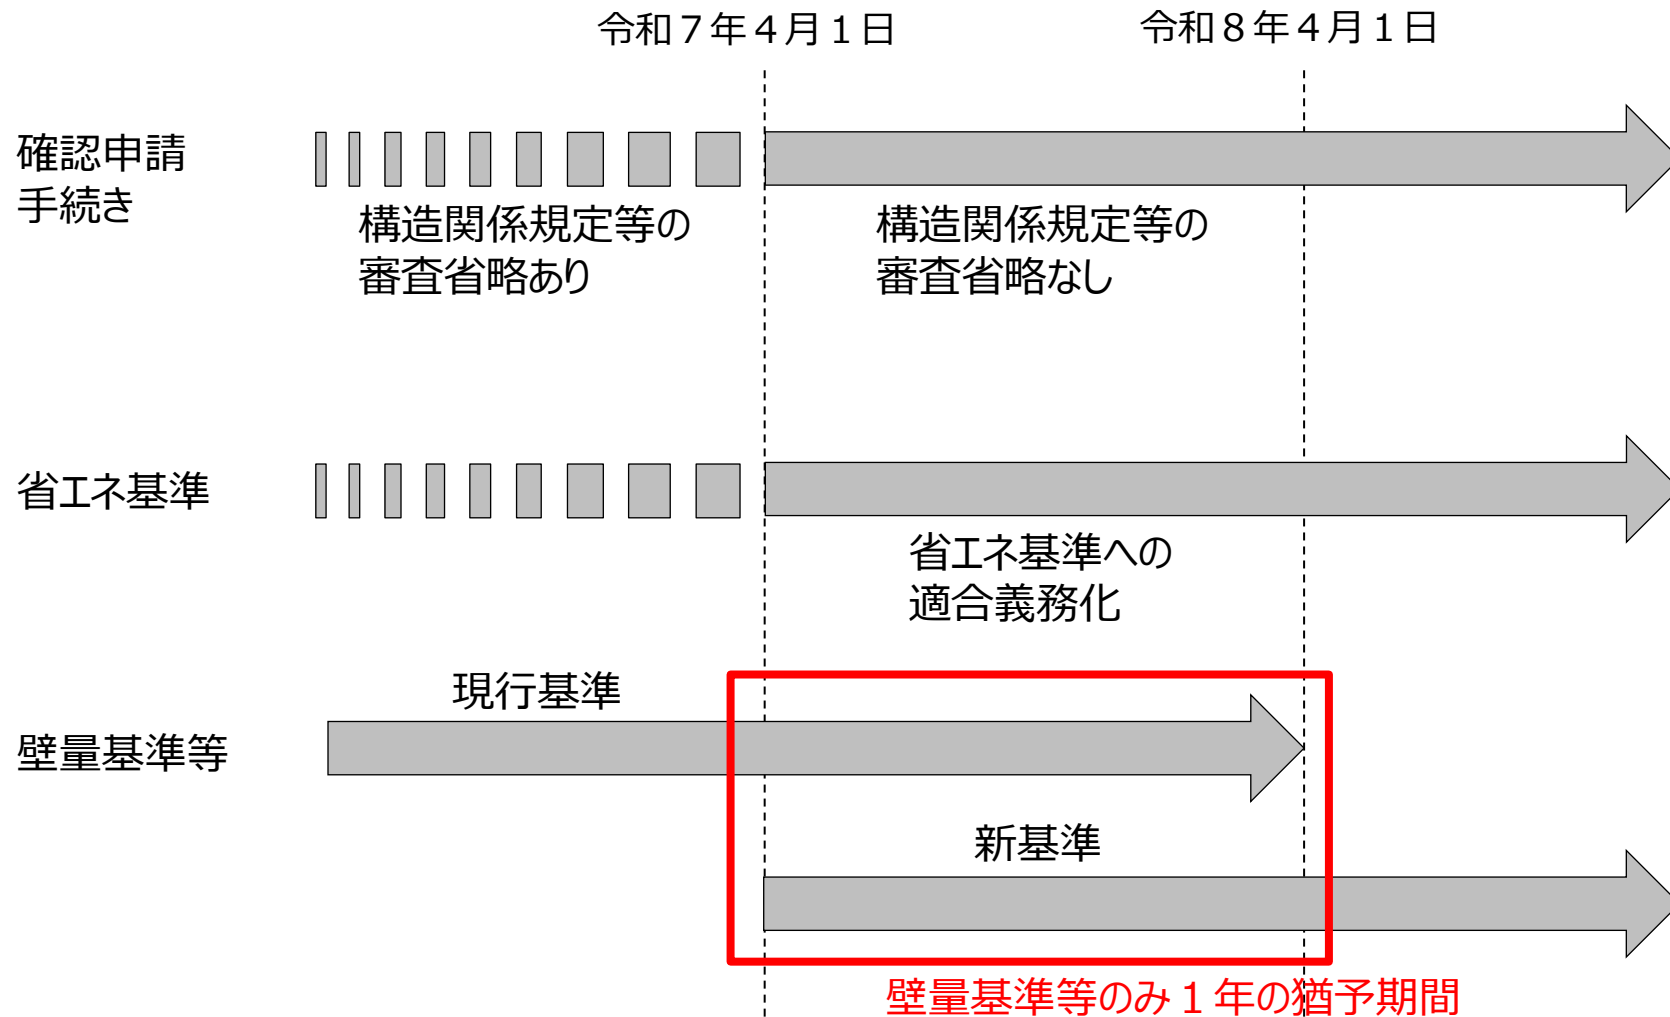 令和７年４月１日
令和８年４月１日
確認申請
手続き
構造関係規定等の
審査省略あり
構造関係規定等の
審査省略なし
省エネ基準
省エネ基準への
適合義務化
現行基準
壁量基準等
新基準
壁量基準等のみ１年の猶予期間